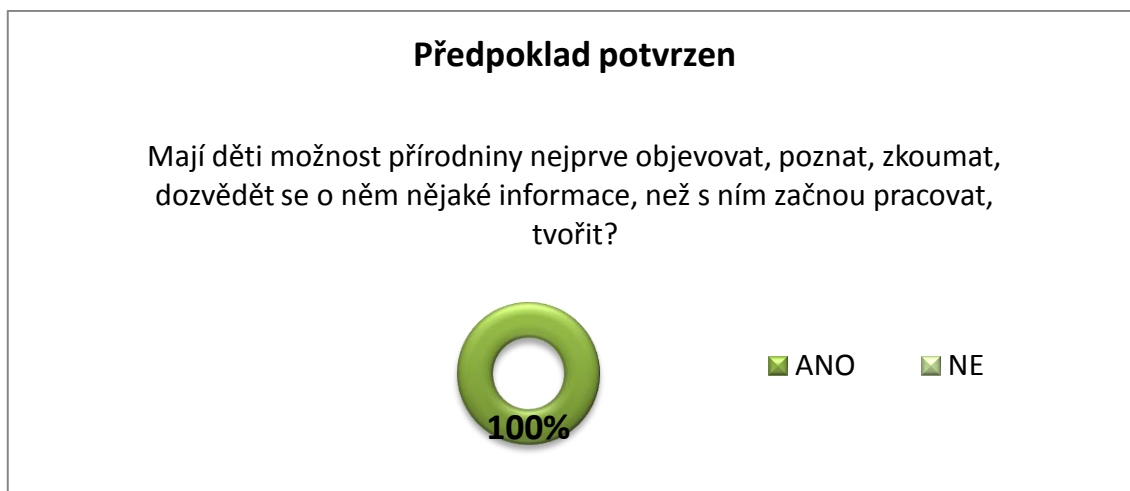 Předpoklad potvrzen
Mají děti možnost přírodniny nejprve objevovat, poznat, zkoumat,
dozvědět se o něm nějaké informace, než s ním začnou pracovat,
tvořit?
ANO NE
100%